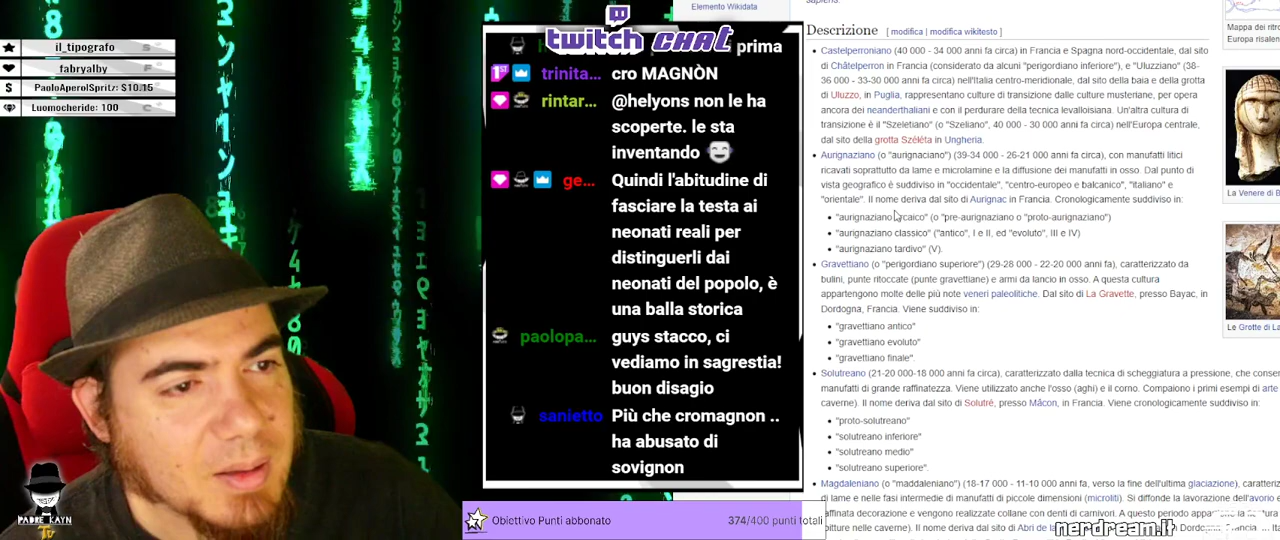 il_tipografo
S
fabryalby
C
PaoloAperolSpritz: $10.15
Luomocheride: 100
C
PADRE KAYN
TV
twitch CHAT
prima
trinita...
cro MAGNÒN
rintar...
@helyons non le ha
scoperte. le sta
inventando
ge...
Quindi l'abitudine di
fasciare la testa ai
neonati reali per
distinguerli dai
neonati del popolo, è
una balla storica
paolopa...
guys stacco, ci
vediamo in sagrestia!
buon disagio
sanietto
Più che cromagnon ..
ha abusato di
sovignon
Obiettivo Punti abbonato
374/400 punti totali
Elemento Wikidata
sapiens.
Descrizione [ modifica | modifica wikitesto ]
Castelperroniano (40 000 - 34 000 anni fa circa) in Francia e Spagna nord-occidentale, dal sito
di Châtelperron in Francia (considerato da alcuni "perigordiano inferiore"), e "Uluzziano" (38-
36 000 - 33-30 000 anni fa circa) nell'Italia centro-meridionale, dal sito della baia e della grotta
di Uluzzo, in Puglia, rappresentano culture di transizione dalle culture musteriane, per opera
ancora dei neanderthaliani e con il perdurare della tecnica levalloisiana. Un'altra cultura di
transizione è il "Szeletiano" (o "Szeliano", 40 000 - 30 000 anni fa circa) nell'Europa centrale,
dal sito della grotta Széléta in Ungheria.
Aurignaziano (o "aurignaciano") (39-34 000 - 26-21 000 anni fa circa), con manufatti litici
ricavati soprattutto da lame e microlamine e la diffusione dei manufatti in osso. Dal punto di
vista geografico è suddiviso in "occidentale", "centro-europeo e balcanico", "italiano" e
"orientale". Il nome deriva dal sito di Aurignac in Francia. Cronologicamente suddiviso in:
"aurignaziano arcaico" (o "pre-aurignaziano o "proto-aurignaziano")
"aurignaziano classico" ("antico", I e II, ed "evoluto", III e IV)
"aurignaziano tardivo" (V).
Gravettiano (o "perigordiano superiore") (29-28 000 - 22-20 000 anni fa), caratterizzato da
bulini, punte ritoccate (punte gravettiane) e armi da lancio in osso. A questa cultura
appartengono molte delle più note veneri paleolitiche. Dal sito di La Gravette, presso Bayac, in
Dordogna, Francia. Viene suddiviso in:
"gravettiano antico"
"gravettiano evoluto"
"gravettiano finale".
Solutreano (21-20 000-18 000 anni fa circa), caratterizzato dalla tecnica di scheggiatura a pressione, che
manufatti di grande raffinatezza. Viene utilizzato anche l'osso (aghi) e il corno. Compaiono i primi esempi di arte
caverne). Il nome deriva dal sito di Solutré, presso Mâcon, in Francia. Viene cronologicamente suddiviso in:
"proto-solutreano"
"solutreano inferiore"
"solutreano medio"
"solutreano superiore".
Magdaleniano (o "maddaleniano") (18-17 000 - 11-10 000 anni fa, verso la fine dell'ultima glaciazione),
di lame e nelle fasi intermedie di manufatti di piccole dimensioni (microliti). Si diffonde la lavorazione dell'avorio
raffinata decorazione e vengono realizzate collane con denti di carnivori. A questo periodo
pitture nelle caverne). Il nome deriva dal sito di Abri de
Mappa dei
Europa risalenti
La Venere di
Le Grotte di
nerdream.it